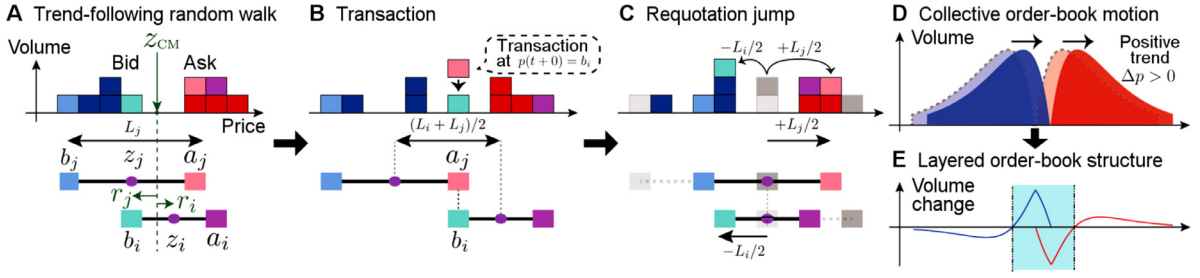 A Trend-following random walk
Volume
z_CM
Bid
Ask
Price
L_j
b_j
z_j
a_j
r_j
r_i
b_i
z_i
a_i
B Transaction
Transaction
at p(t+0) = b_i
(L_i + L_j)/2
a_j
b_i
C Requotation jump
−L_i/2
+L_j/2
+L_j/2
−L_i/2
D Collective order-book motion
Volume
Positive
trend
Δp > 0
E Layered order-book structure
Volume
change